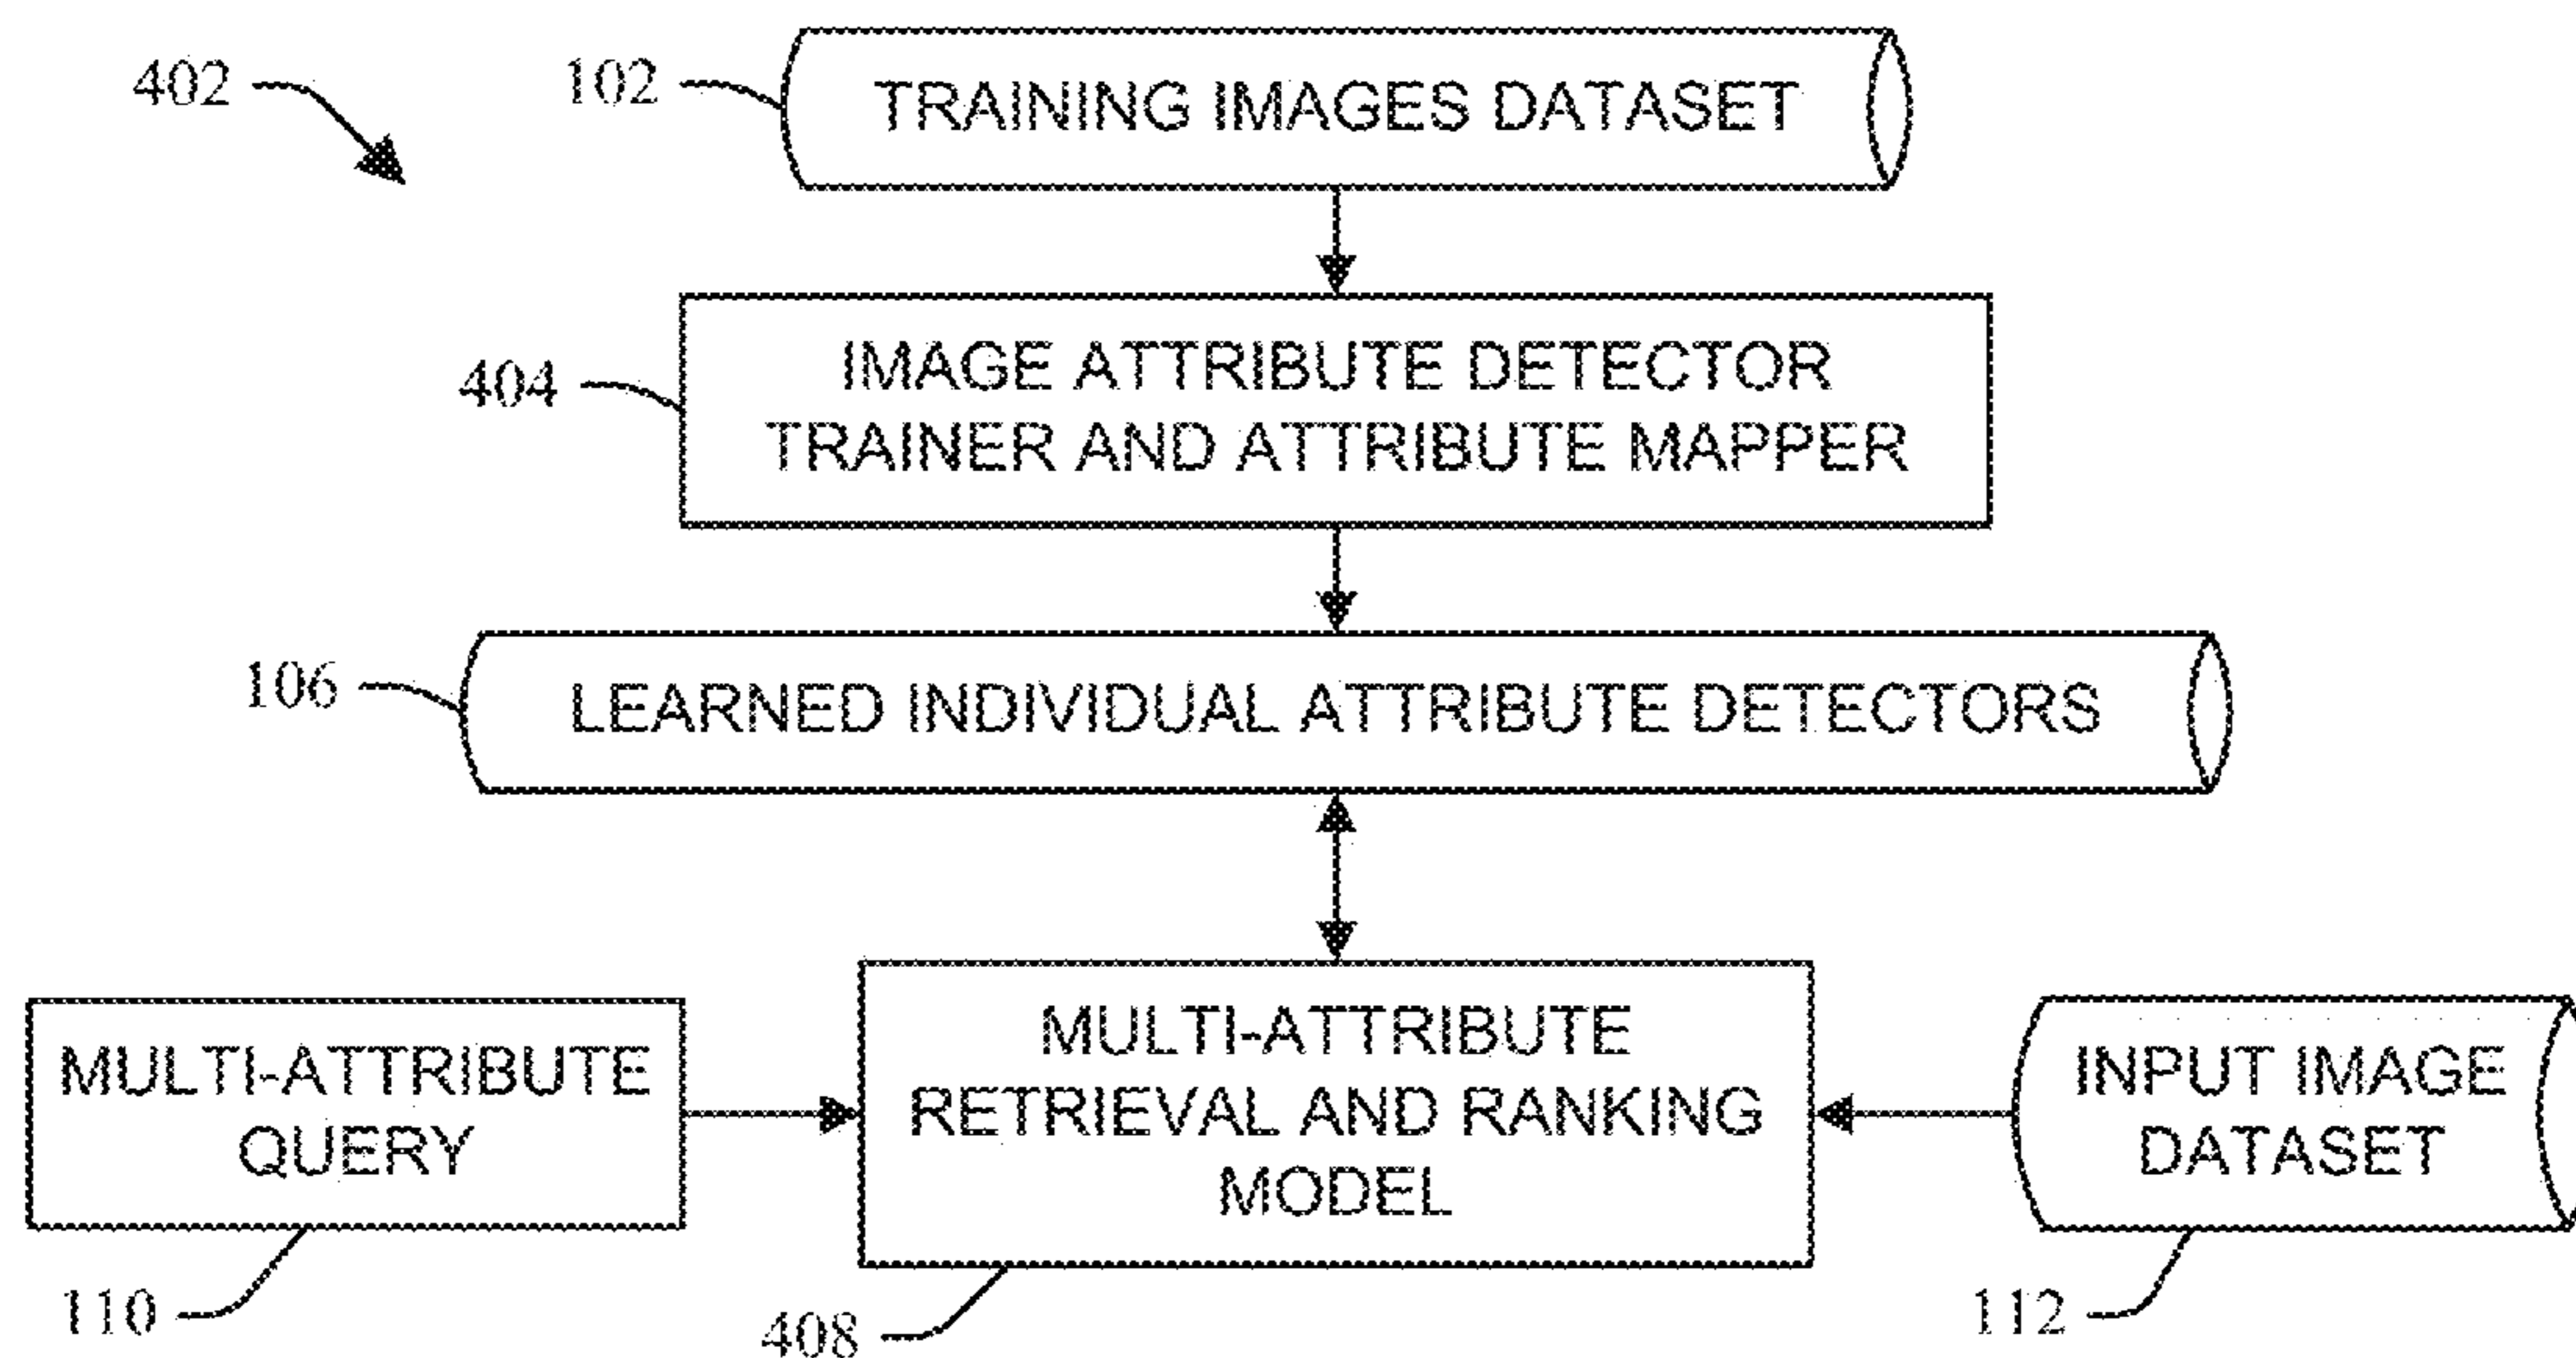 402
102
TRAINING IMAGES DATASET
404
IMAGE ATTRIBUTE DETECTOR
TRAINER AND ATTRIBUTE MAPPER
106
LEARNED INDIVIDUAL ATTRIBUTE DETECTORS
MULTI-ATTRIBUTE
QUERY
MULTI-ATTRIBUTE
RETRIEVAL AND RANKING
MODEL
INPUT IMAGE
DATASET
110
408
112